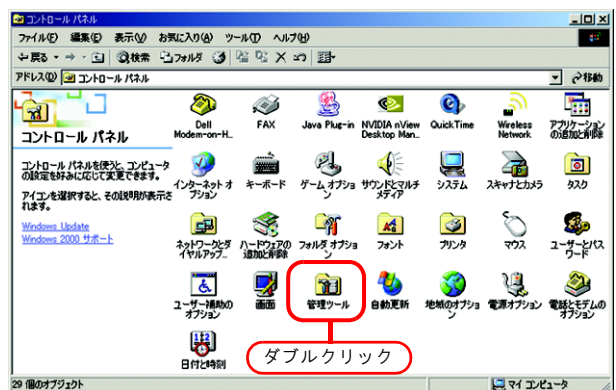 コントロール パネル
ファイル(F) 編集(E) 表示(V) お気に入り(A) ツール(T) ヘルプ(H)
戻る 検索 フォルダ
アドレス(D) コントロール パネル 移動
コントロール パネル
コントロール パネルを使うと、コンピュータ
の設定を好みに応じて変更できます。
アイコンを選択すると、その説明が表示さ
れます。
Windows Update
Windows 2000 サポート
Dell
Modem-on-H...
FAX
Java Plug-in
NVIDIA nView
Desktop Man...
QuickTime
Wireless
Network
アプリケーション
の追加と削除
インターネット オ
プション
キーボード
ゲーム オプショ
ン
サウンドとマルチ
メディア
システム
スキャナとカメラ
タスク
ネットワークとダ
イヤルアップ...
ハードウェアの
追加と削除
フォルダ オプショ
ン
フォント
プリンタ
マウス
ユーザーとパス
ワード
ユーザー補助の
オプション
画面
管理ツール
自動更新
地域のオプショ
ン
電源オプション
電話とモデムの
オプション
日付と時刻
ダブルクリック
29 個のオブジェクト マイ コンピュータ